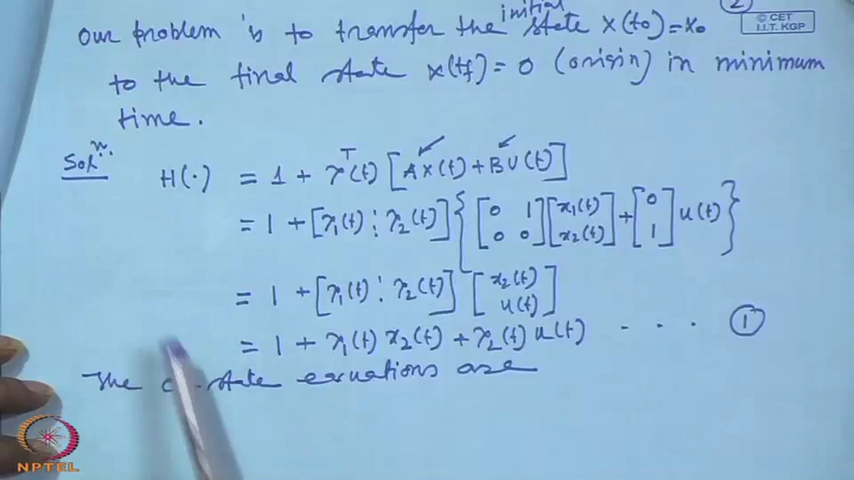 2
© CET
I.I.T. KGP
Our problem is to transfer the initial state x(t0)=x0
to the final state x(tf)=0 (origin) in minimum
time.
Solⁿ:
H(·) = 1 + λᵀ(t) [Ax(t)+Bu(t)]
= 1 + [λ1(t) ⋮ λ2(t)] { [0 1; 0 0] [x1(t); x2(t)] + [0; 1] u(t) }
= 1 + [λ1(t) ⋮ λ2(t)] [x2(t); u(t)]
= 1 + λ1(t) x2(t) + λ2(t) u(t) - - - - (1)
The co-state equations are
NPTEL